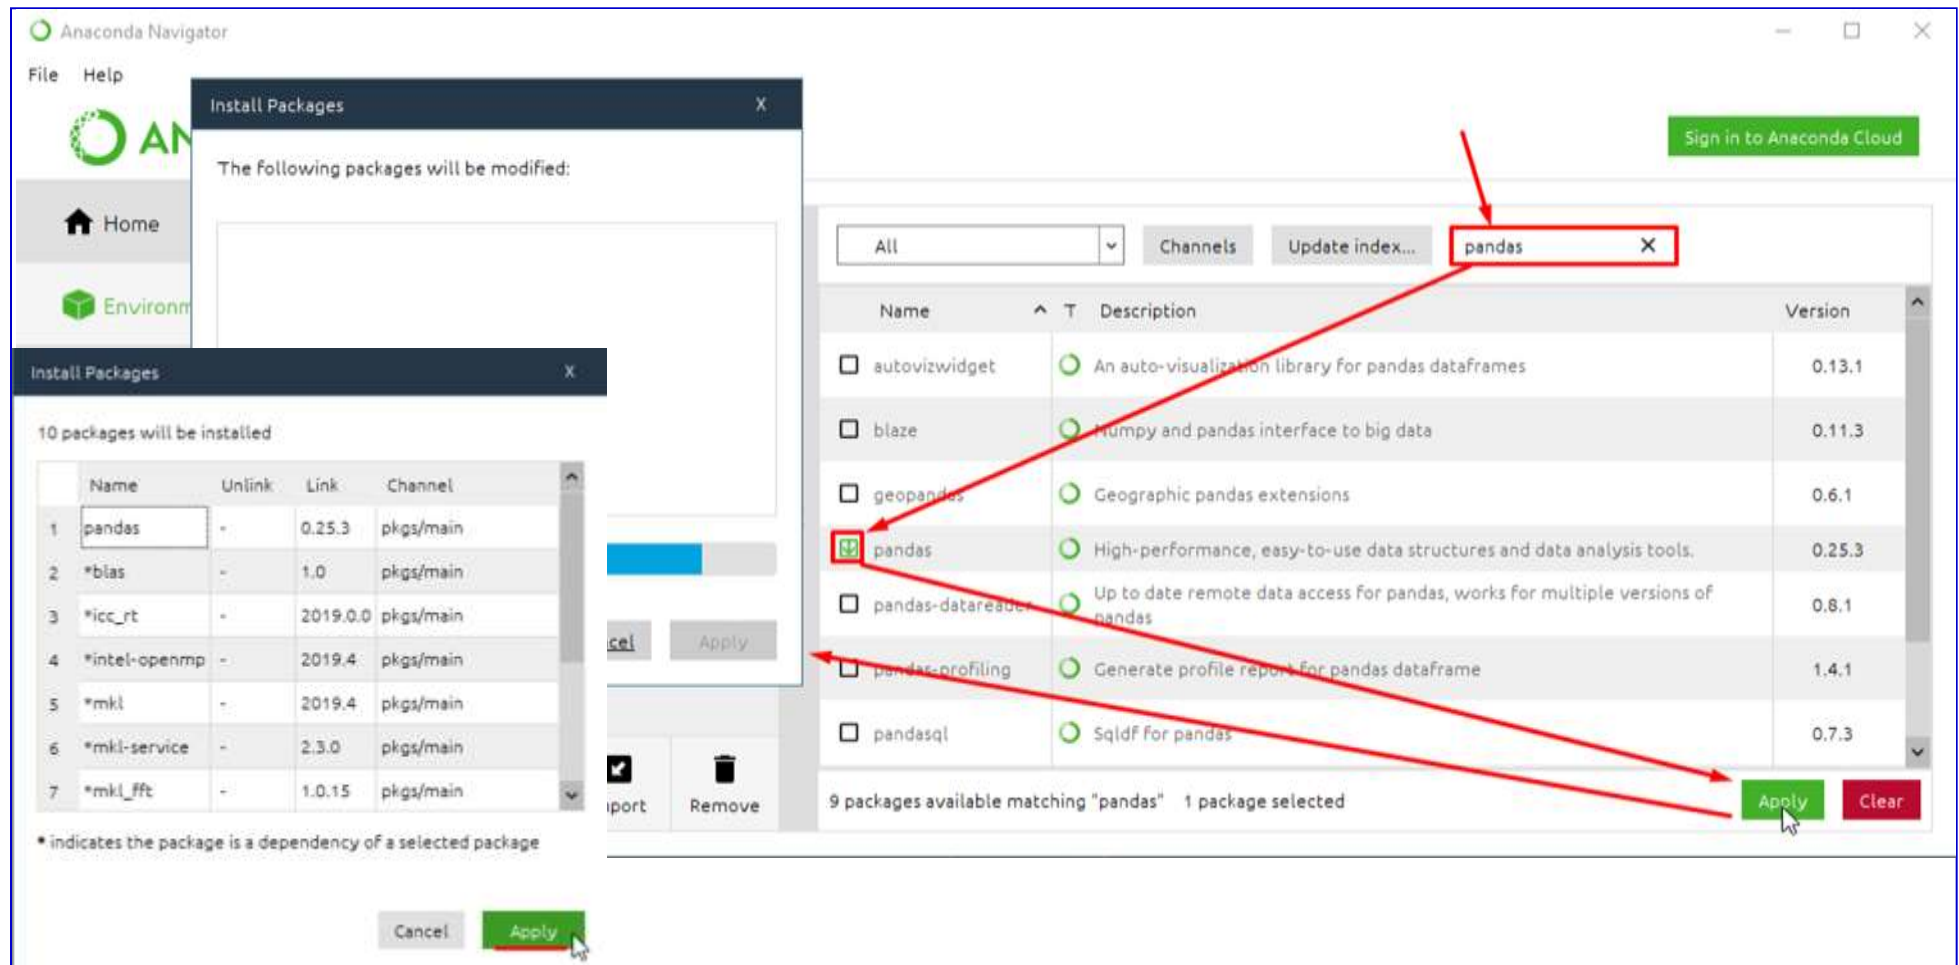 Anaconda Navigator
File Help
AN
Sign in to Anaconda Cloud
Home
Environm
Install Packages X
The following packages will be modified:
cel Apply
port Remove
Install Packages X
10 packages will be installed
Name Unlink Link Channel
1 pandas - 0.25.3 pkgs/main
2 *blas - 1.0 pkgs/main
3 *icc_rt - 2019.0.0 pkgs/main
4 *intel-openmp - 2019.4 pkgs/main
5 *mkl - 2019.4 pkgs/main
6 *mkl-service - 2.3.0 pkgs/main
7 *mkl_fft - 1.0.15 pkgs/main
* indicates the package is a dependency of a selected package
Cancel Apply
All Channels Update index... pandas
Name T Description Version
autovizwidget An auto-visualization library for pandas dataframes 0.13.1
blaze Numpy and pandas interface to big data 0.11.3
geopandas Geographic pandas extensions 0.6.1
pandas High-performance, easy-to-use data structures and data analysis tools. 0.25.3
pandas-datareader Up to date remote data access for pandas, works for multiple versions of
pandas 0.8.1
pandas-profiling Generate profile report for pandas dataframe 1.4.1
pandasql Sqldf for pandas 0.7.3
9 packages available matching "pandas" 1 package selected
Apply Clear